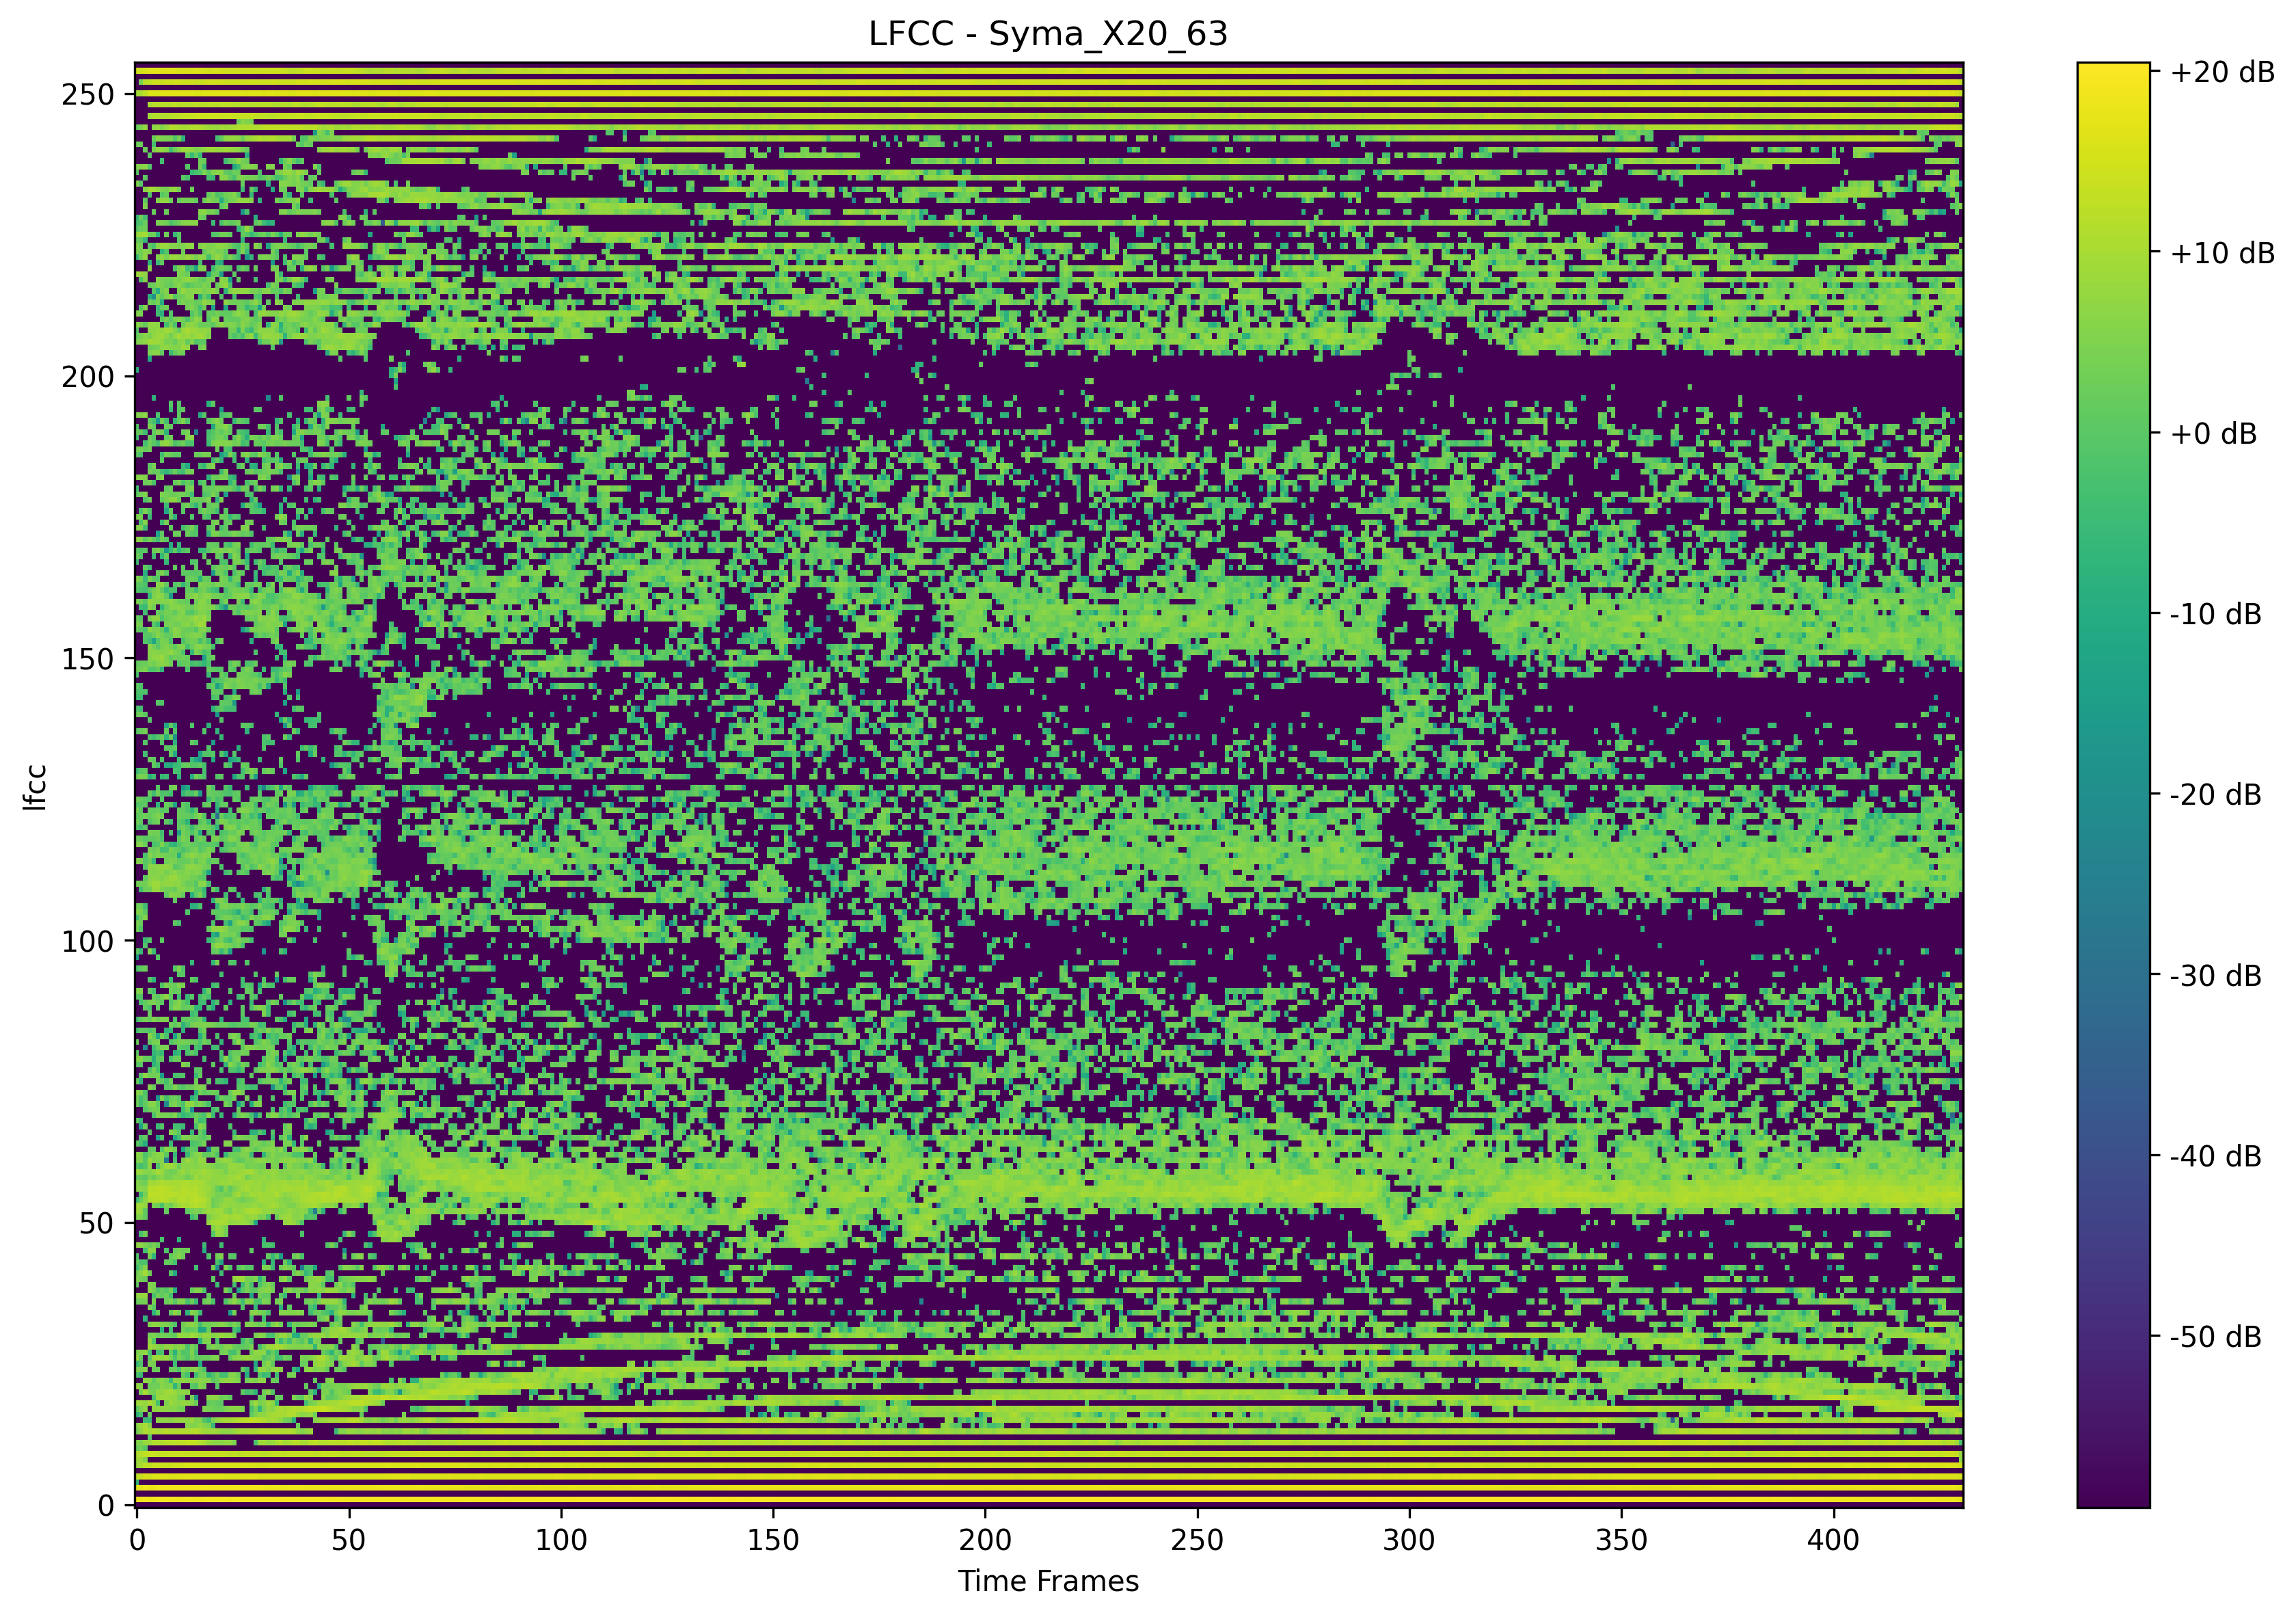 LFCC - Syma_X20_63
250
200
150
100
50
0
lfcc
0 50 100 150 200 250 300 350 400
Time Frames
+20 dB
+10 dB
+0 dB
-10 dB
-20 dB
-30 dB
-40 dB
-50 dB